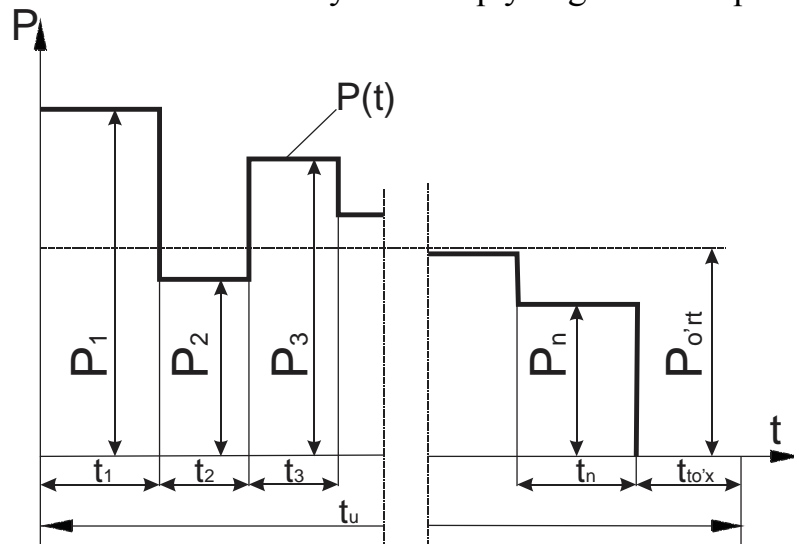 P
P(t)
P₁
P₂
P₃
Pₙ
Pₒ'ᵣₜ
t
t₁
t₂
t₃
tₙ
tₜₒ'ₓ
tᵤ